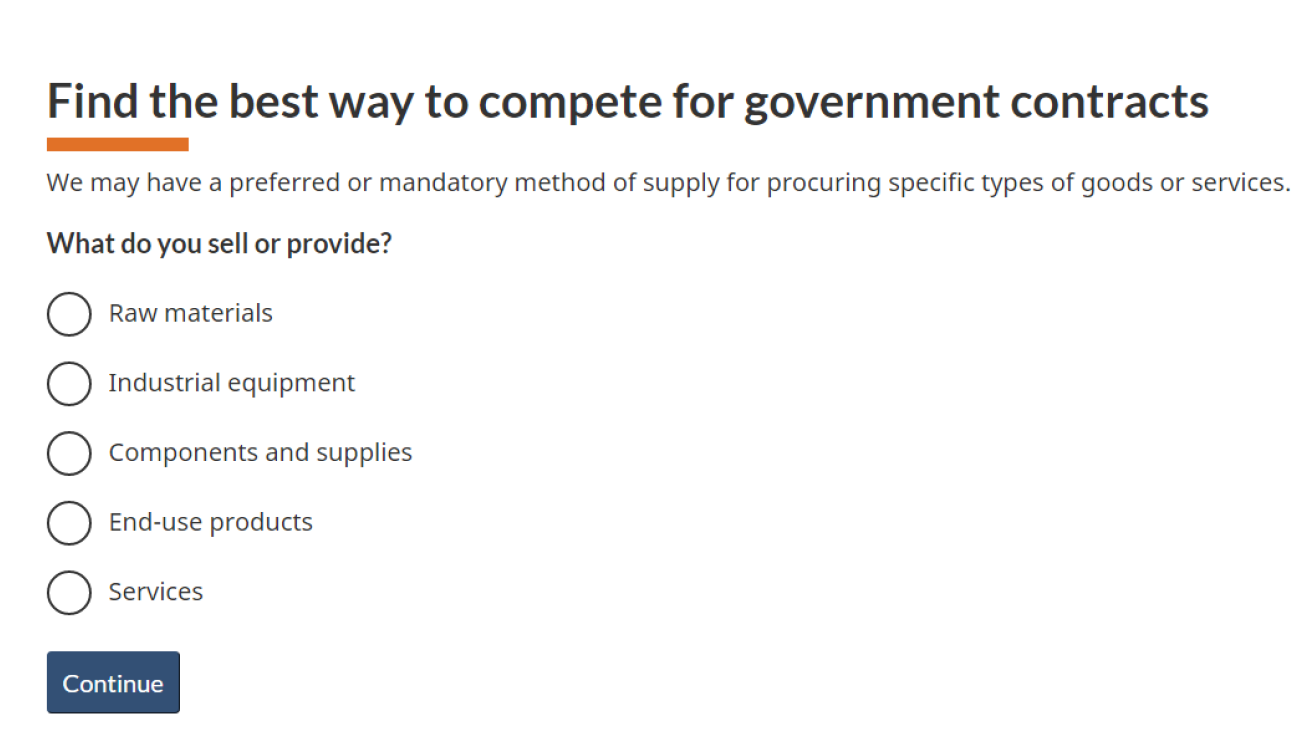 Find the best way to compete for government contracts
We may have a preferred or mandatory method of supply for procuring specific types of goods or services.
What do you sell or provide?
Raw materials
Industrial equipment
Components and supplies
End-use products
Services
Continue